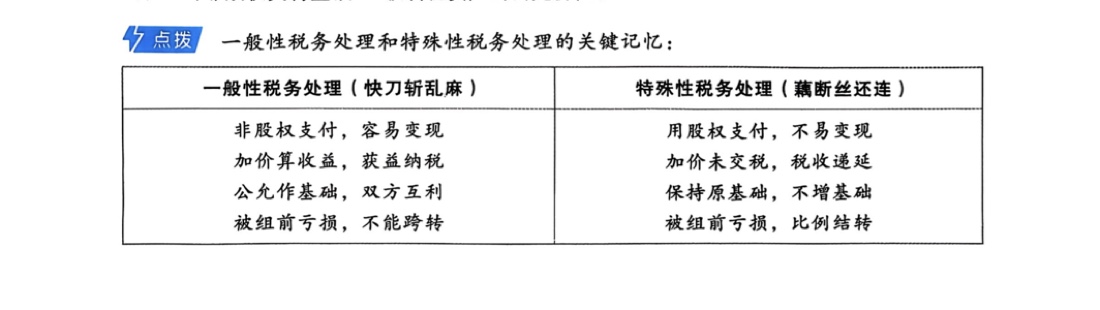 点拨 一般性税务处理和特殊性税务处理的关键记忆：
一般性税务处理（快刀斩乱麻） 特殊性税务处理（藕断丝还连）
非股权支付，容易变现 用股权支付，不易变现
加价算收益，获益纳税 加价未交税，税收递延
公允作基础，双方互利 保持原基础，不增基础
被组前亏损，不能跨转 被组前亏损，比例结转